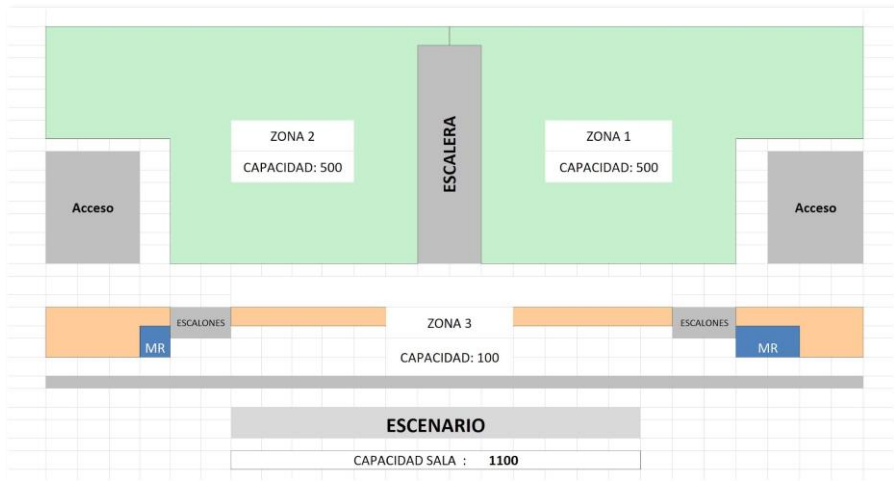 ZONA 2
CAPACIDAD: 500
ESCALERA
ZONA 1
CAPACIDAD: 500
Acceso
Acceso
ESCALONES
ZONA 3
ESCALONES
MR
CAPACIDAD: 100
MR
ESCENARIO
CAPACIDAD SALA : 1100